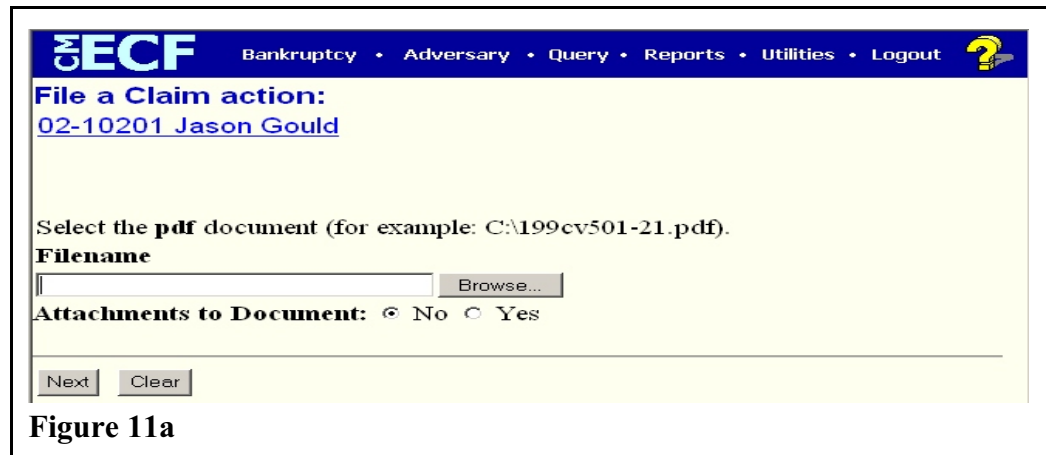 CM ECF Bankruptcy • Adversary • Query • Reports • Utilities • Logout ?
File a Claim action:
02-10201 Jason Gould
Select the pdf document (for example: C:\199cv501-21.pdf).
Filename
Browse...
Attachments to Document: No Yes
Next Clear
Figure 11a